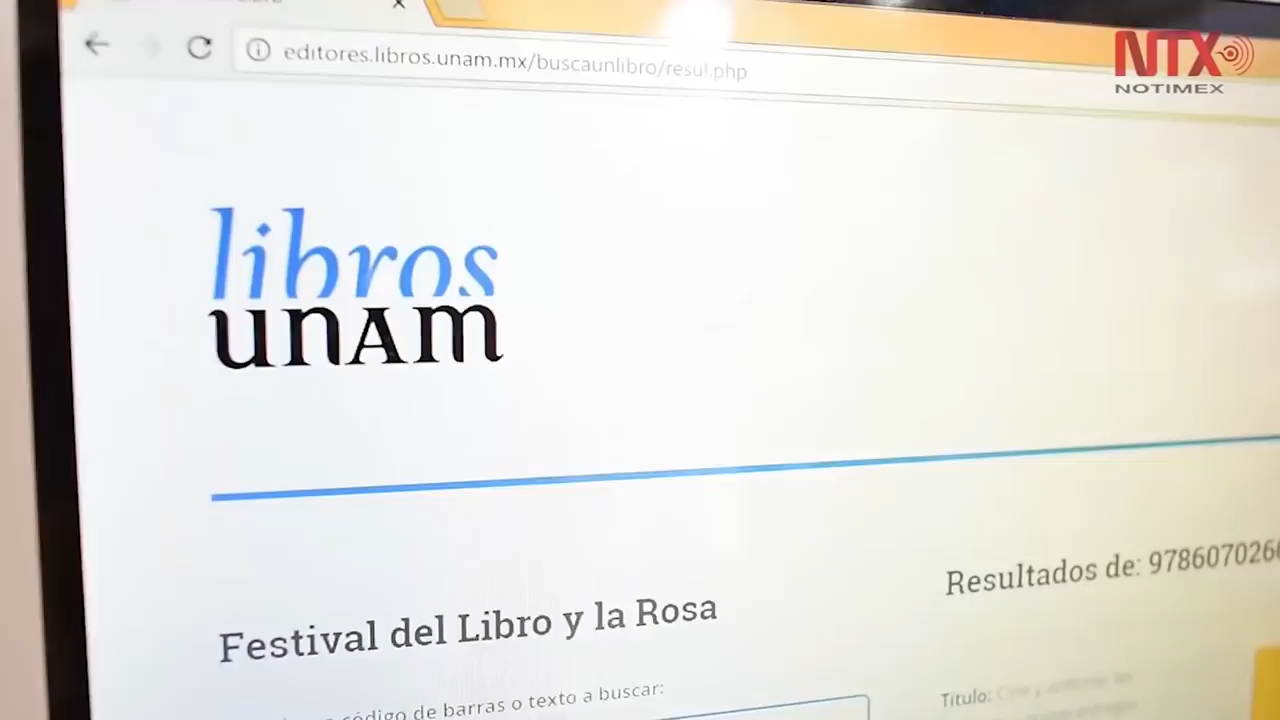 NTX
NOTIMEX
editores.libros.unam.mx/buscaunlibro/resul.php
libros
unam
Resultados de: 978607026
Festival del Libro y la Rosa
código de barras o texto a buscar:
Título: